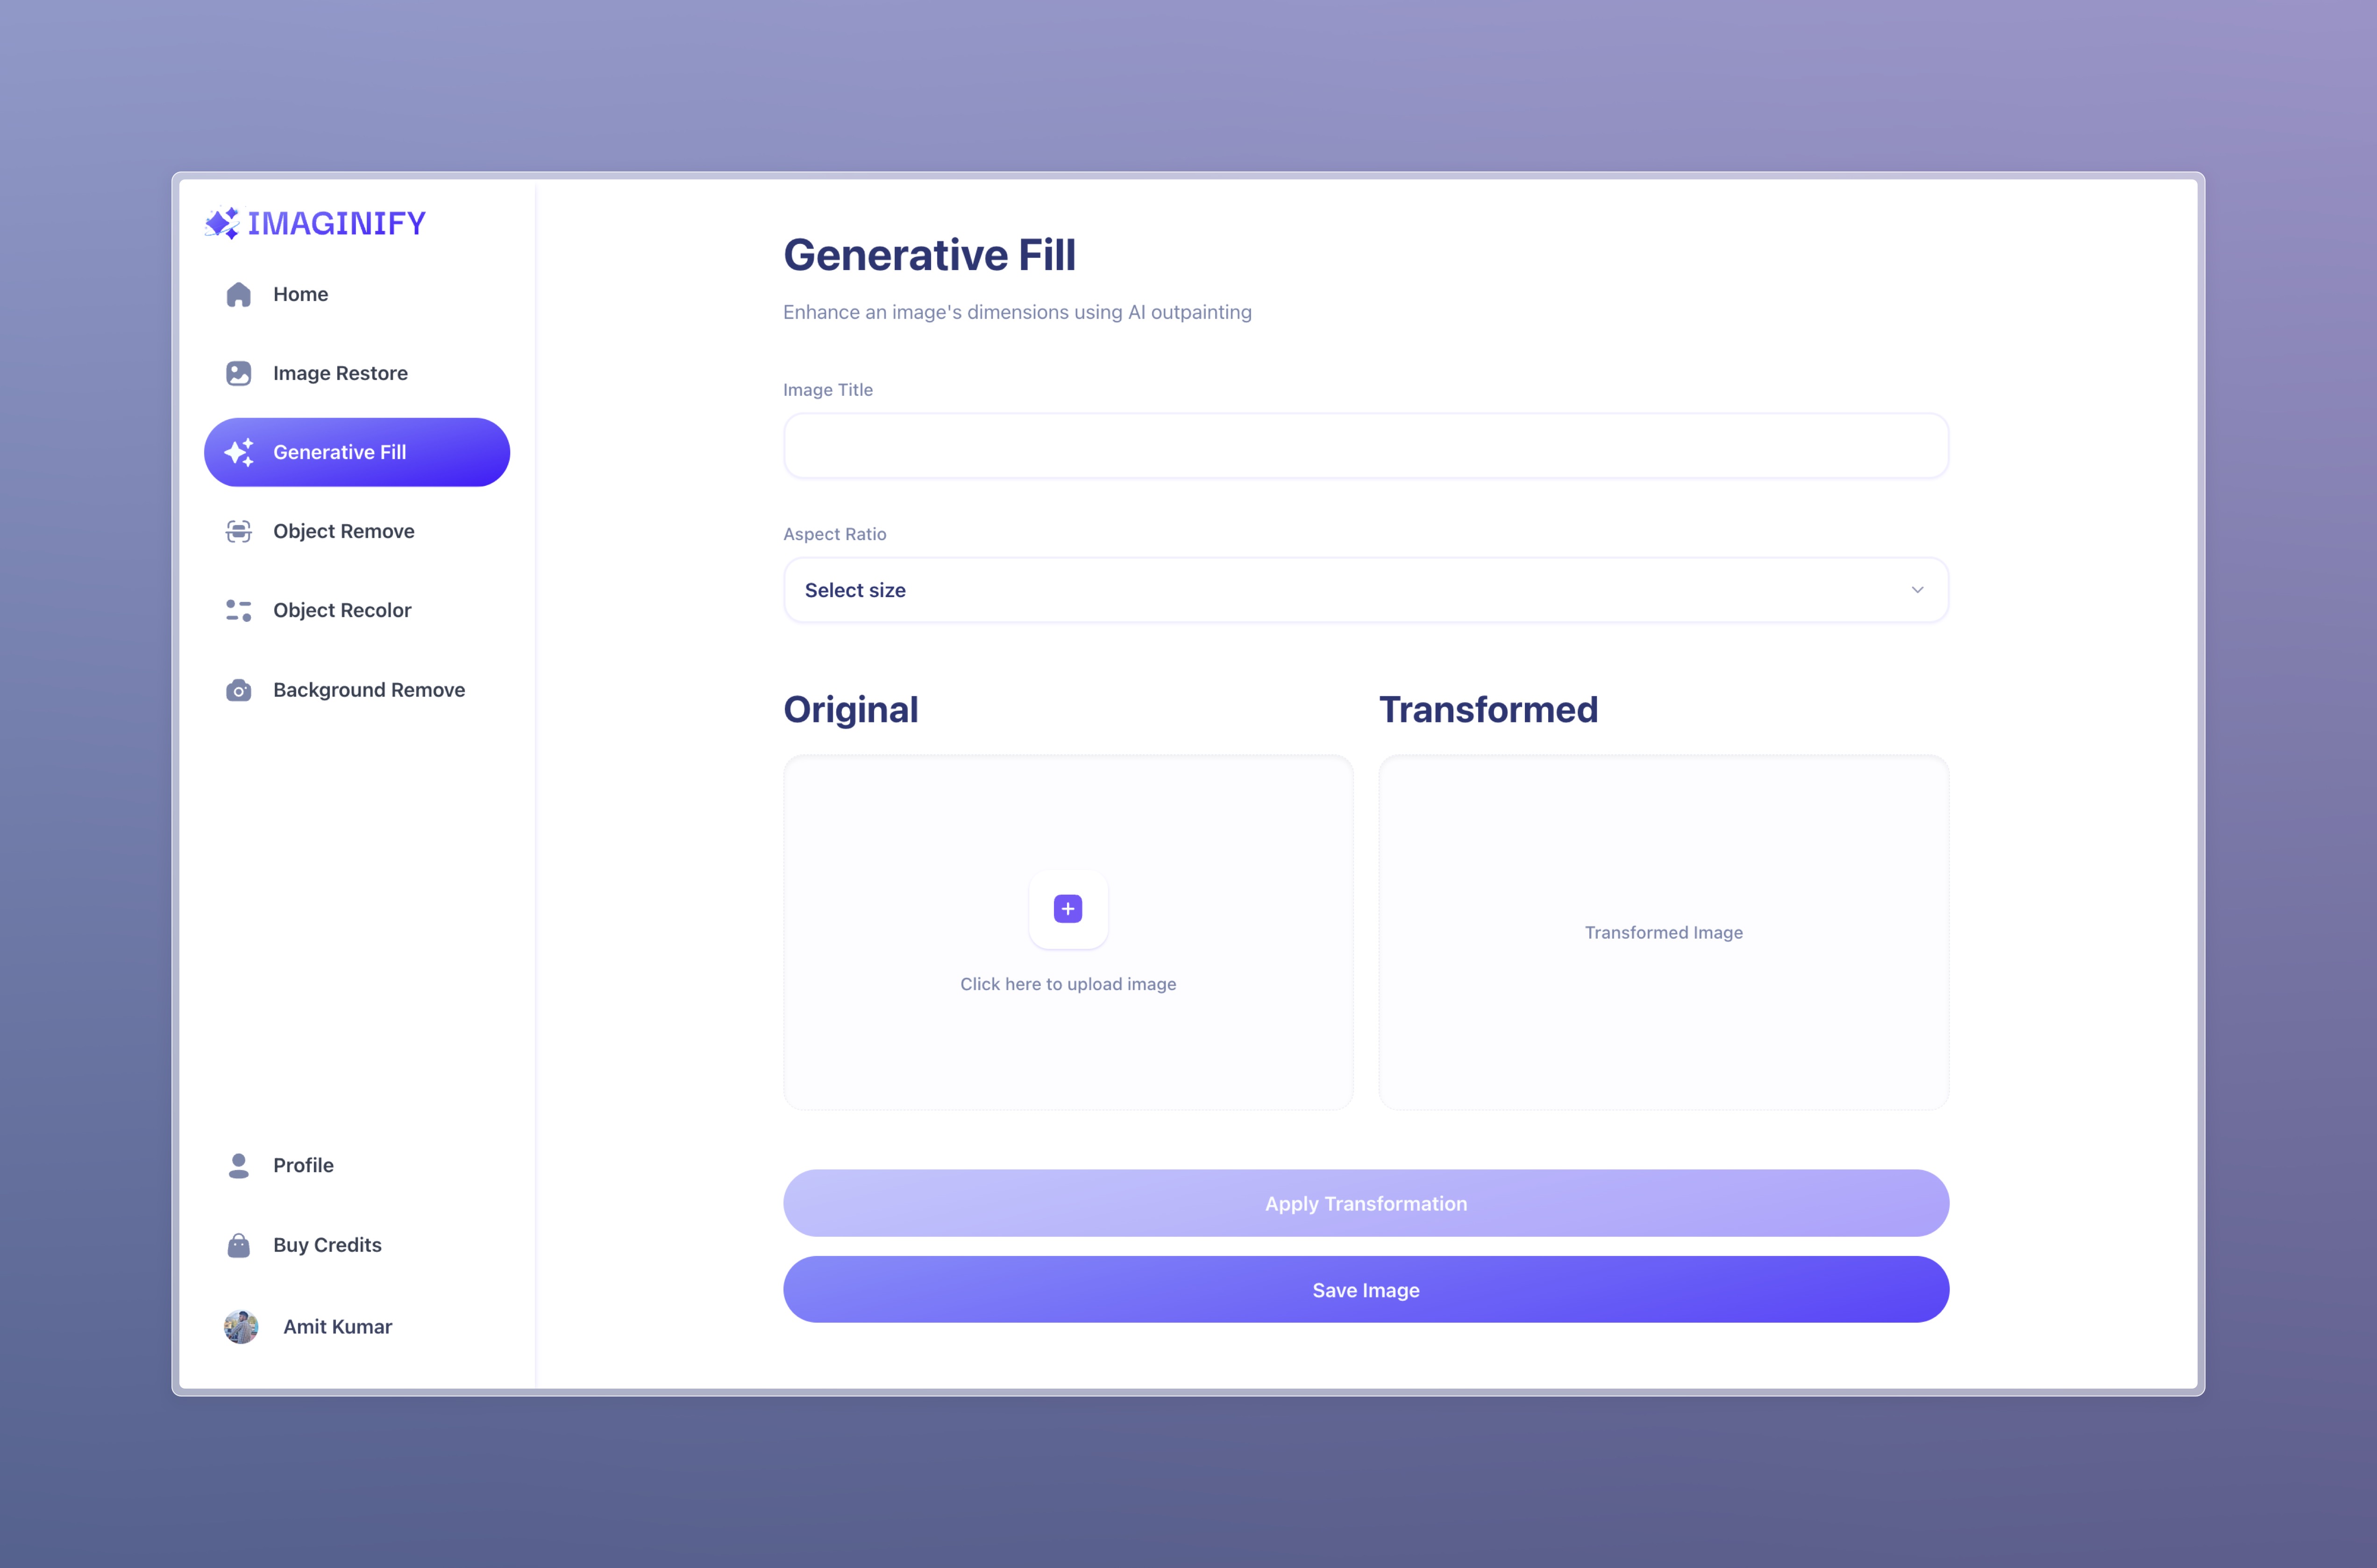 IMAGINIFY
Home
Image Restore
Generative Fill
Object Remove
Object Recolor
Background Remove
Profile
Buy Credits
Amit Kumar
Generative Fill
Enhance an image's dimensions using AI outpainting
Image Title
Aspect Ratio
Select size
Original
Click here to upload image
Transformed
Transformed Image
Apply Transformation
Save Image